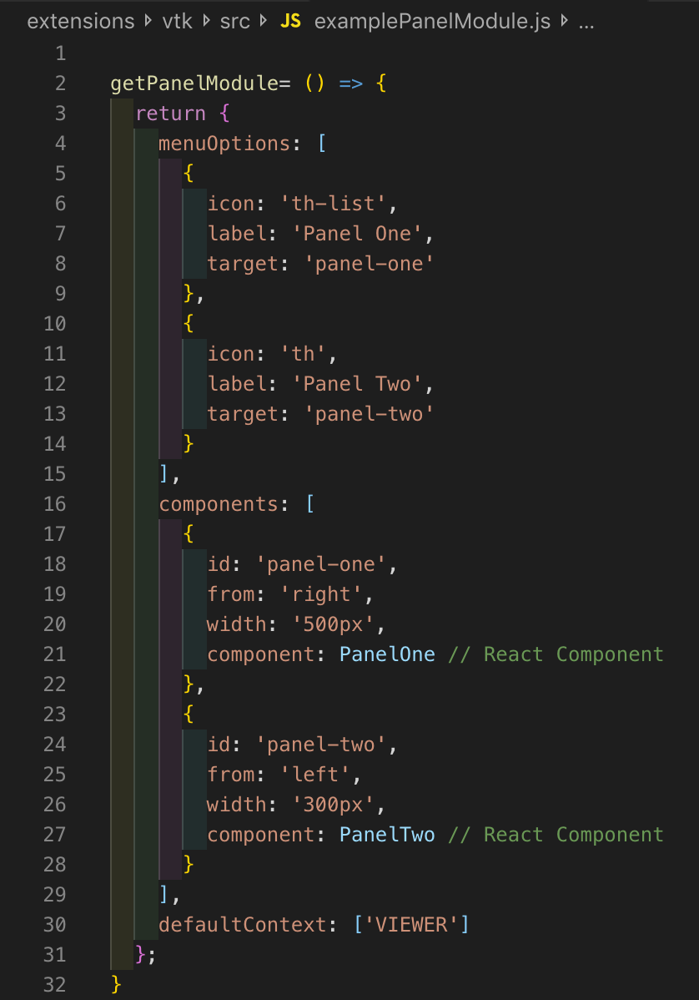 extensions > vtk > src > JS examplePanelModule.js > ...
1
2 getPanelModule= () => {
3   return {
4     menuOptions: [
5       {
6         icon: 'th-list',
7         label: 'Panel One',
8         target: 'panel-one'
9       },
10       {
11         icon: 'th',
12         label: 'Panel Two',
13         target: 'panel-two'
14       }
15     ],
16     components: [
17       {
18         id: 'panel-one',
19         from: 'right',
20         width: '500px',
21         component: PanelOne // React Component
22       },
23       {
24         id: 'panel-two',
25         from: 'left',
26         width: '300px',
27         component: PanelTwo // React Component
28       }
29     ],
30     defaultContext: ['VIEWER']
31   };
32 }